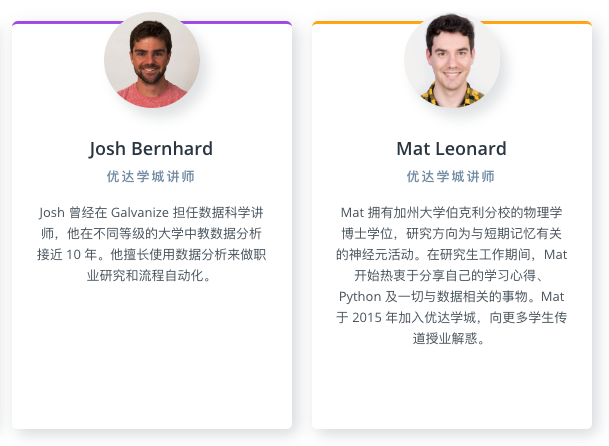 Josh Bernhard
优达学城讲师
Josh 曾经在 Galvanize 担任数据科学讲
师，他在不同等级的大学中教数据分析
接近 10 年。他擅长使用数据分析来做职
业研究和流程自动化。
Mat Leonard
优达学城讲师
Mat 拥有加州大学伯克利分校的物理学
博士学位，研究方向为与短期记忆有关
的神经元活动。在研究生工作期间，Mat
开始热衷于分享自己的学习心得、
Python 及一切与数据相关的事物。Mat
于 2015 年加入优达学城，向更多学生传
道授业解惑。